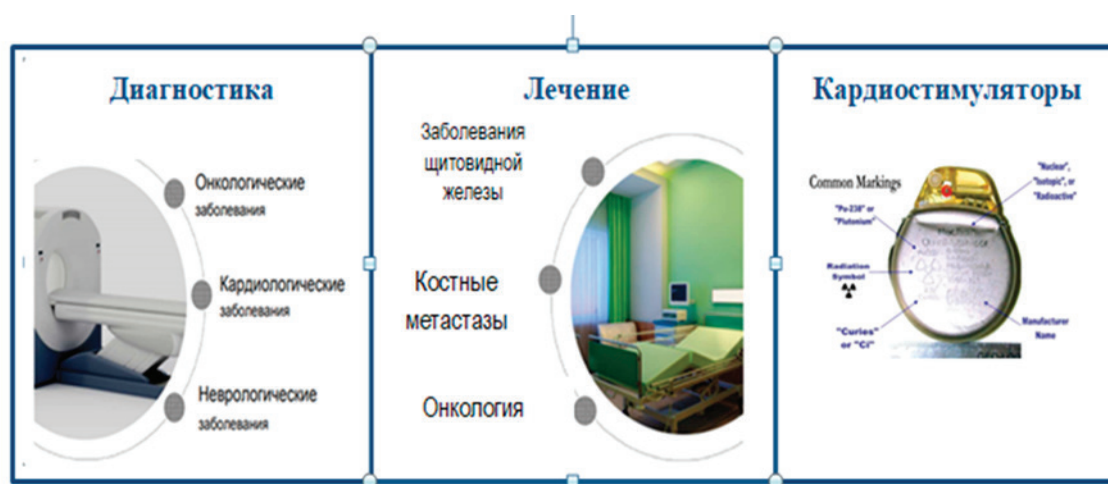 Диагностика
Онкологические
заболевания
Кардиологические
заболевания
Неврологические
заболевания
Лечение
Заболевания
щитовидной
железы
Костные
метастазы
Онкология
Кардиостимуляторы
Common Markings
"Nuclear",
"Isotopic", or
"Radioactive"
"Pu-238" or
"Plutonium"
Radiation
Symbol
"Curies"
or "Ci"
Manufacturer
Name